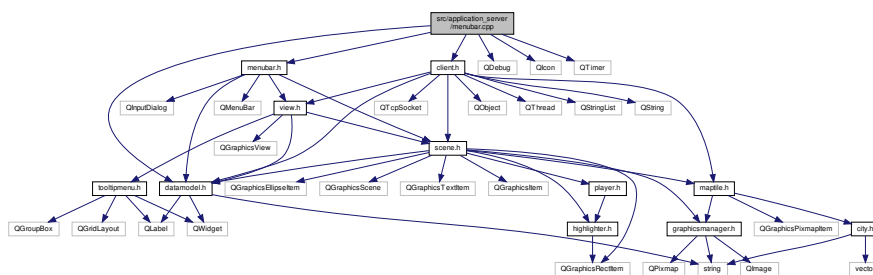 src/application_server
/menubar.cpp
menubar.h
client.h
QDebug
QIcon
QTimer
QInputDialog
QMenuBar
view.h
QTcpSocket
QObject
QThread
QStringList
QString
QGraphicsView
scene.h
tooltipmenu.h
datamodel.h
QGraphicsEllipseItem
QGraphicsScene
QGraphicsTextItem
QGraphicsItem
player.h
maptile.h
QGroupBox
QGridLayout
QLabel
QWidget
highlighter.h
graphicsmanager.h
QGraphicsPixmapItem
city.h
QGraphicsRectItem
QPixmap
string
QImage
vector